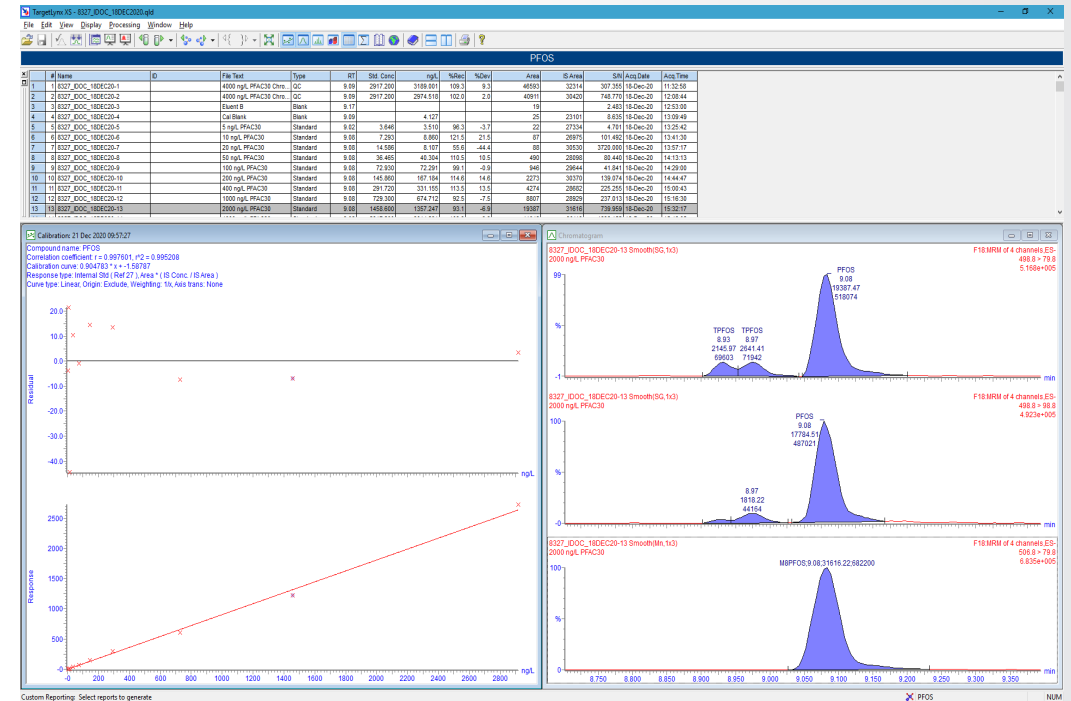 TargetLynx XS - 8327_IDOC_18DEC2020.qld
File Edit View Display Processing Window Help
PFOS
# Name ID File Text Type RT Std. Conc ng/L %Rec %Dev Area IS Area S/N Acq.Date Acq.Time
1 1 8327_IDOC_18DEC20-1 4000 ng/L PFAC30 Chro... QC 9.09 2917.200 3189.001 109.3 9.3 46593 32314 307.355 18-Dec-20 11:32:50
2 2 8327_IDOC_18DEC20-2 4000 ng/L PFAC30 Chro... QC 9.09 2917.200 2974.518 102.0 2.0 40911 30420 748.770 18-Dec-20 12:08:44
3 3 8327_IDOC_18DEC20-3 Eluent B Blank 9.17 19 2.483 18-Dec-20 12:53:00
4 4 8327_IDOC_18DEC20-4 Cal Blank Blank 9.09 4.127 25 23101 8.635 18-Dec-20 13:09:49
5 5 8327_IDOC_18DEC20-5 5 ng/L PFAC30 Standard 9.02 3.646 3.510 96.3 -3.7 22 27334 4.701 18-Dec-20 13:25:42
6 6 8327_IDOC_18DEC20-6 10 ng/L PFAC30 Standard 9.08 7.293 8.860 121.5 21.5 87 26975 101.492 18-Dec-20 13:41:30
7 7 8327_IDOC_18DEC20-7 20 ng/L PFAC30 Standard 9.08 14.586 8.107 55.6 -44.4 88 30530 3720.000 18-Dec-20 13:57:17
8 8 8327_IDOC_18DEC20-8 50 ng/L PFAC30 Standard 9.08 36.465 40.304 110.5 10.5 490 28098 80.440 18-Dec-20 14:13:13
9 9 8327_IDOC_18DEC20-9 100 ng/L PFAC30 Standard 9.08 72.930 72.291 99.1 -0.9 946 29644 41.841 18-Dec-20 14:29:00
10 10 8327_IDOC_18DEC20-10 200 ng/L PFAC30 Standard 9.08 145.860 167.184 114.6 14.6 2273 30370 139.074 18-Dec-20 14:44:47
11 11 8327_IDOC_18DEC20-11 400 ng/L PFAC30 Standard 9.08 291.720 331.155 113.5 13.5 4274 28682 225.255 18-Dec-20 15:00:43
12 12 8327_IDOC_18DEC20-12 1000 ng/L PFAC30 Standard 9.08 729.300 674.712 92.5 -7.5 8807 28929 237.013 18-Dec-20 15:16:30
13 13 8327_IDOC_18DEC20-13 2000 ng/L PFAC30 Standard 9.08 1458.600 1357.247 93.1 -6.9 19387 31616 739.959 18-Dec-20 15:32:17
Calibration: 21 Dec 2020 09:57:27
Compound name: PFOS
Correlation coefficient: r = 0.997601, r^2 = 0.995208
Calibration curve: 0.904783 * x + -1.58787
Response type: Internal Std ( Ref 27 ), Area * ( IS Conc. / IS Area )
Curve type: Linear, Origin: Exclude, Weighting: 1/x, Axis trans: None
20.0
10.0
0.0
-10.0
-20.0
-30.0
-40.0
Residual
ng/L
2500
2000
1500
1000
500
-0
Response
ng/L
-0 200 400 600 800 1000 1200 1400 1600 1800 2000 2200 2400 2600 2800
Chromatogram
8327_IDOC_18DEC20-13 Smooth(SG,1x3) F18:MRM of 4 channels,ES-
2000 ng/L PFAC30 498.8 > 79.8
5.168e+005
99
%
-1
PFOS
9.08
19387.47
518074
TPFOS TPFOS
8.93 8.97
2145.97 2641.41
69603 71942
min
8327_IDOC_18DEC20-13 Smooth(SG,1x3) F18:MRM of 4 channels,ES-
2000 ng/L PFAC30 498.8 > 98.8
4.923e+005
100
%
-0
PFOS
9.08
17784.51
487021
8.97
1818.22
44164
min
8327_IDOC_18DEC20-13 Smooth(Mn,1x3) F18:MRM of 4 channels,ES-
2000 ng/L PFAC30 506.8 > 79.8
6.835e+005
M8PFOS;9.08;31616.22;682200
100
%
0
min
8.750 8.800 8.850 8.900 8.950 9.000 9.050 9.100 9.150 9.200 9.250 9.300 9.350
Custom Reporting: Select reports to generate PFOS NUM